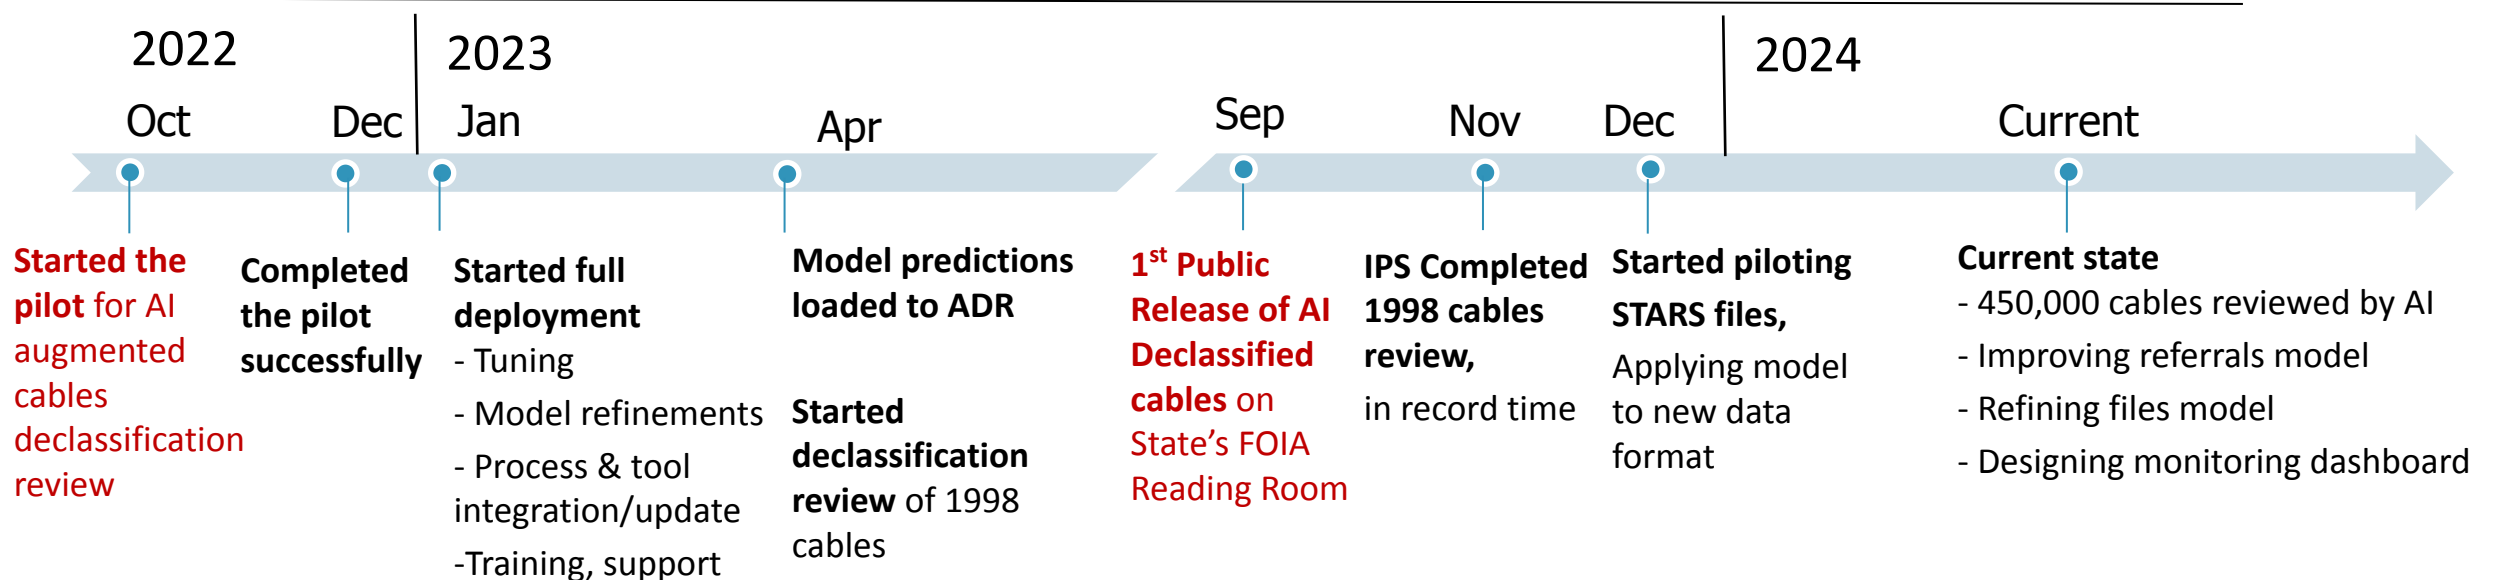 2022
2023
2024
Oct
Dec
Jan
Apr
Sep
Nov
Dec
Current
Started the
pilot for AI
augmented
cables
declassification
review
Completed
the pilot
successfully
Started full
deployment
- Tuning
- Model refinements
- Process & tool
integration/update
-Training, support
Model predictions
loaded to ADR
Started
declassification
review of 1998
cables
1st Public
Release of AI
Declassified
cables on
State's FOIA
Reading Room
IPS Completed
1998 cables
review,
in record time
Started piloting
STARS files,
Applying model
to new data
format
Current state
- 450,000 cables reviewed by AI
- Improving referrals model
- Refining files model
- Designing monitoring dashboard